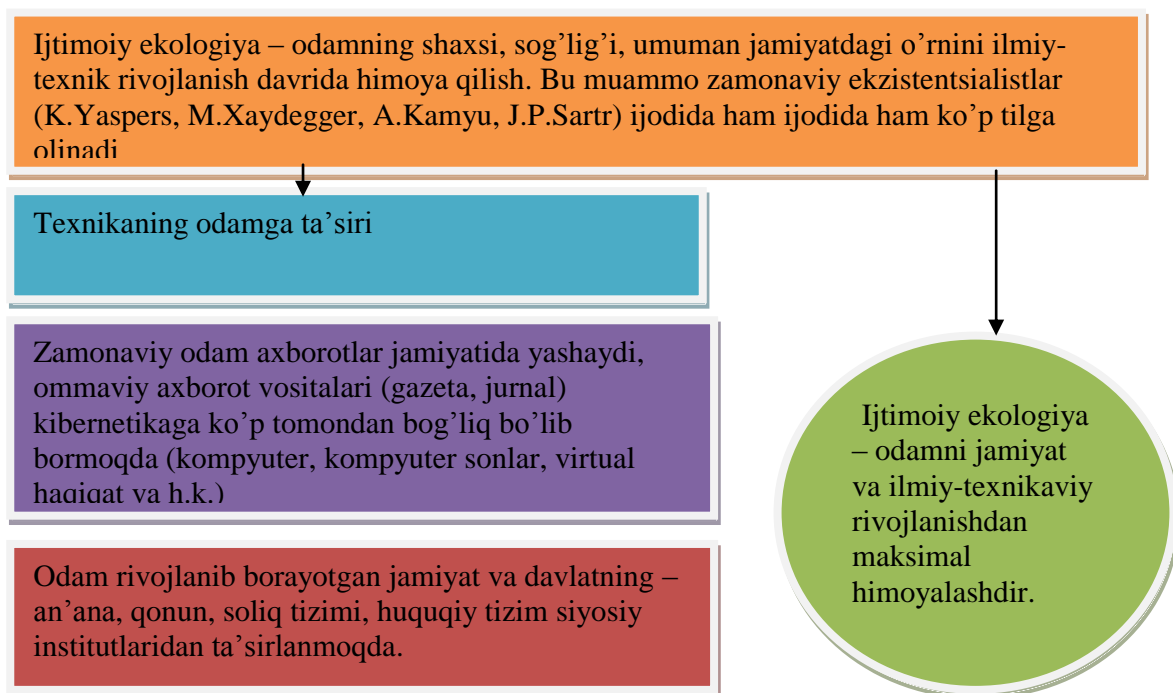 Ijtimoiy ekologiya – odamning shaxsi, sog’lig’i, umuman jamiyatdagi o’rnini ilmiy-
texnik rivojlanish davrida himoya qilish. Bu muammo zamonaviy ekzistentsialistlar
(K.Yaspers, M.Xaydegger, A.Kamyu, J.P.Sartr) ijodida ham ijodida ham ko’p tilga
olinadi
Texnikaning odamga ta’siri
Zamonaviy odam axborotlar jamiyatida yashaydi,
ommaviy axborot vositalari (gazeta, jurnal)
kibernetikaga ko’p tomondan bog’liq bo’lib
bormoqda (kompyuter, kompyuter sonlar, virtual
haqiqat va h.k.)
Odam rivojlanib borayotgan jamiyat va davlatning –
an’ana, qonun, soliq tizimi, huquqiy tizim siyosiy
institutlaridan ta’sirlanmoqda.
Ijtimoiy ekologiya
– odamni jamiyat
va ilmiy-texnikaviy
rivojlanishdan
maksimal
himoyalashdir.